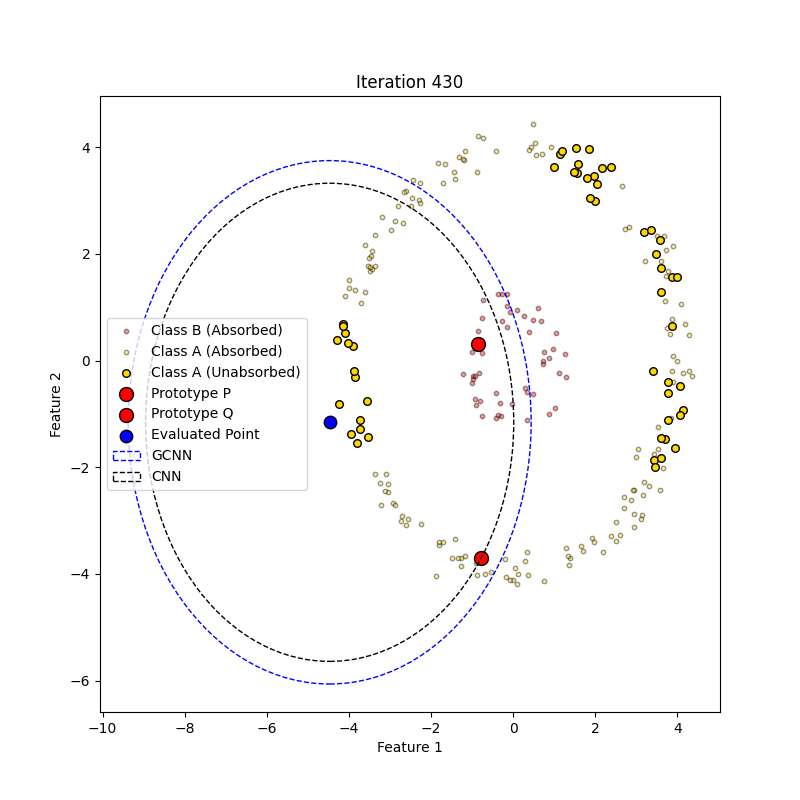 Iteration 430
4
2
0
−2
−4
−6
Feature 2
Class B (Absorbed)
Class A (Absorbed)
Class A (Unabsorbed)
Prototype P
Prototype Q
Evaluated Point
GCNN
CNN
−10
−8
−6
−4
−2
0
2
4
Feature 1